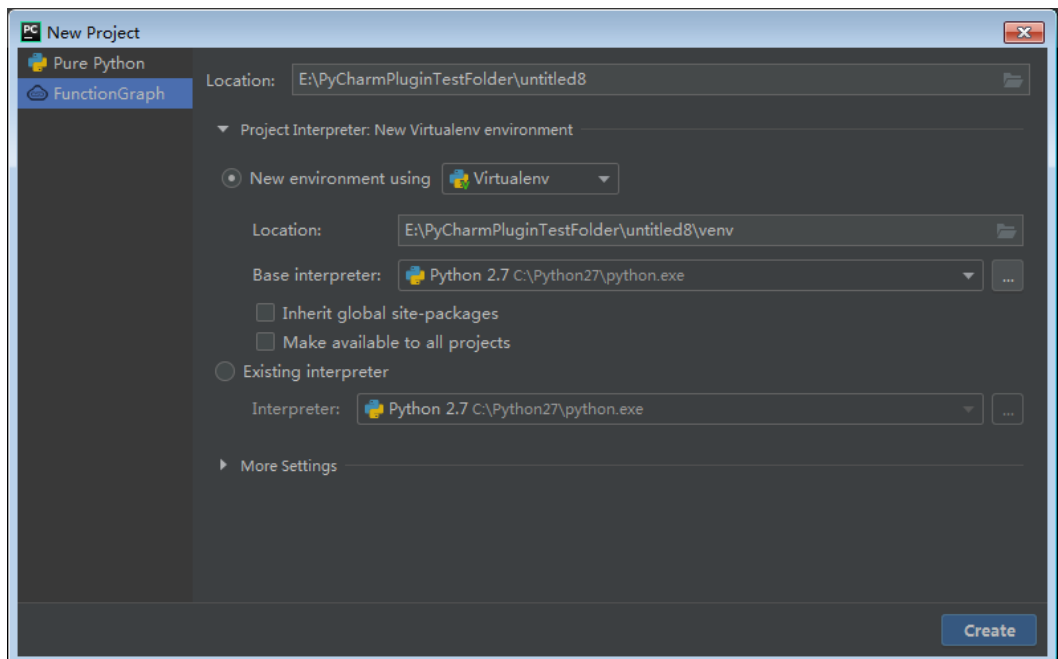 PC New Project
Pure Python
FunctionGraph
Location: E:\PyCharmPluginTestFolder\untitled8
Project Interpreter: New Virtualenv environment
New environment using Virtualenv
Location: E:\PyCharmPluginTestFolder\untitled8\venv
Base interpreter: Python 2.7 C:\Python27\python.exe ...
Inherit global site-packages
Make available to all projects
Existing interpreter
Interpreter: Python 2.7 C:\Python27\python.exe ...
More Settings
Create